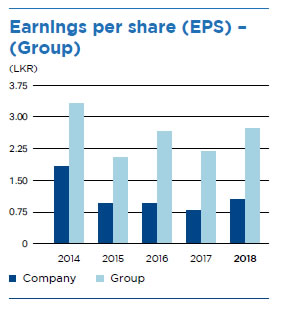 Earnings per share (EPS) –
(Group)
(LKR)
3.75
3.00
2.25
1.50
0.75
0
2014 2015 2016 2017 2018
Company Group